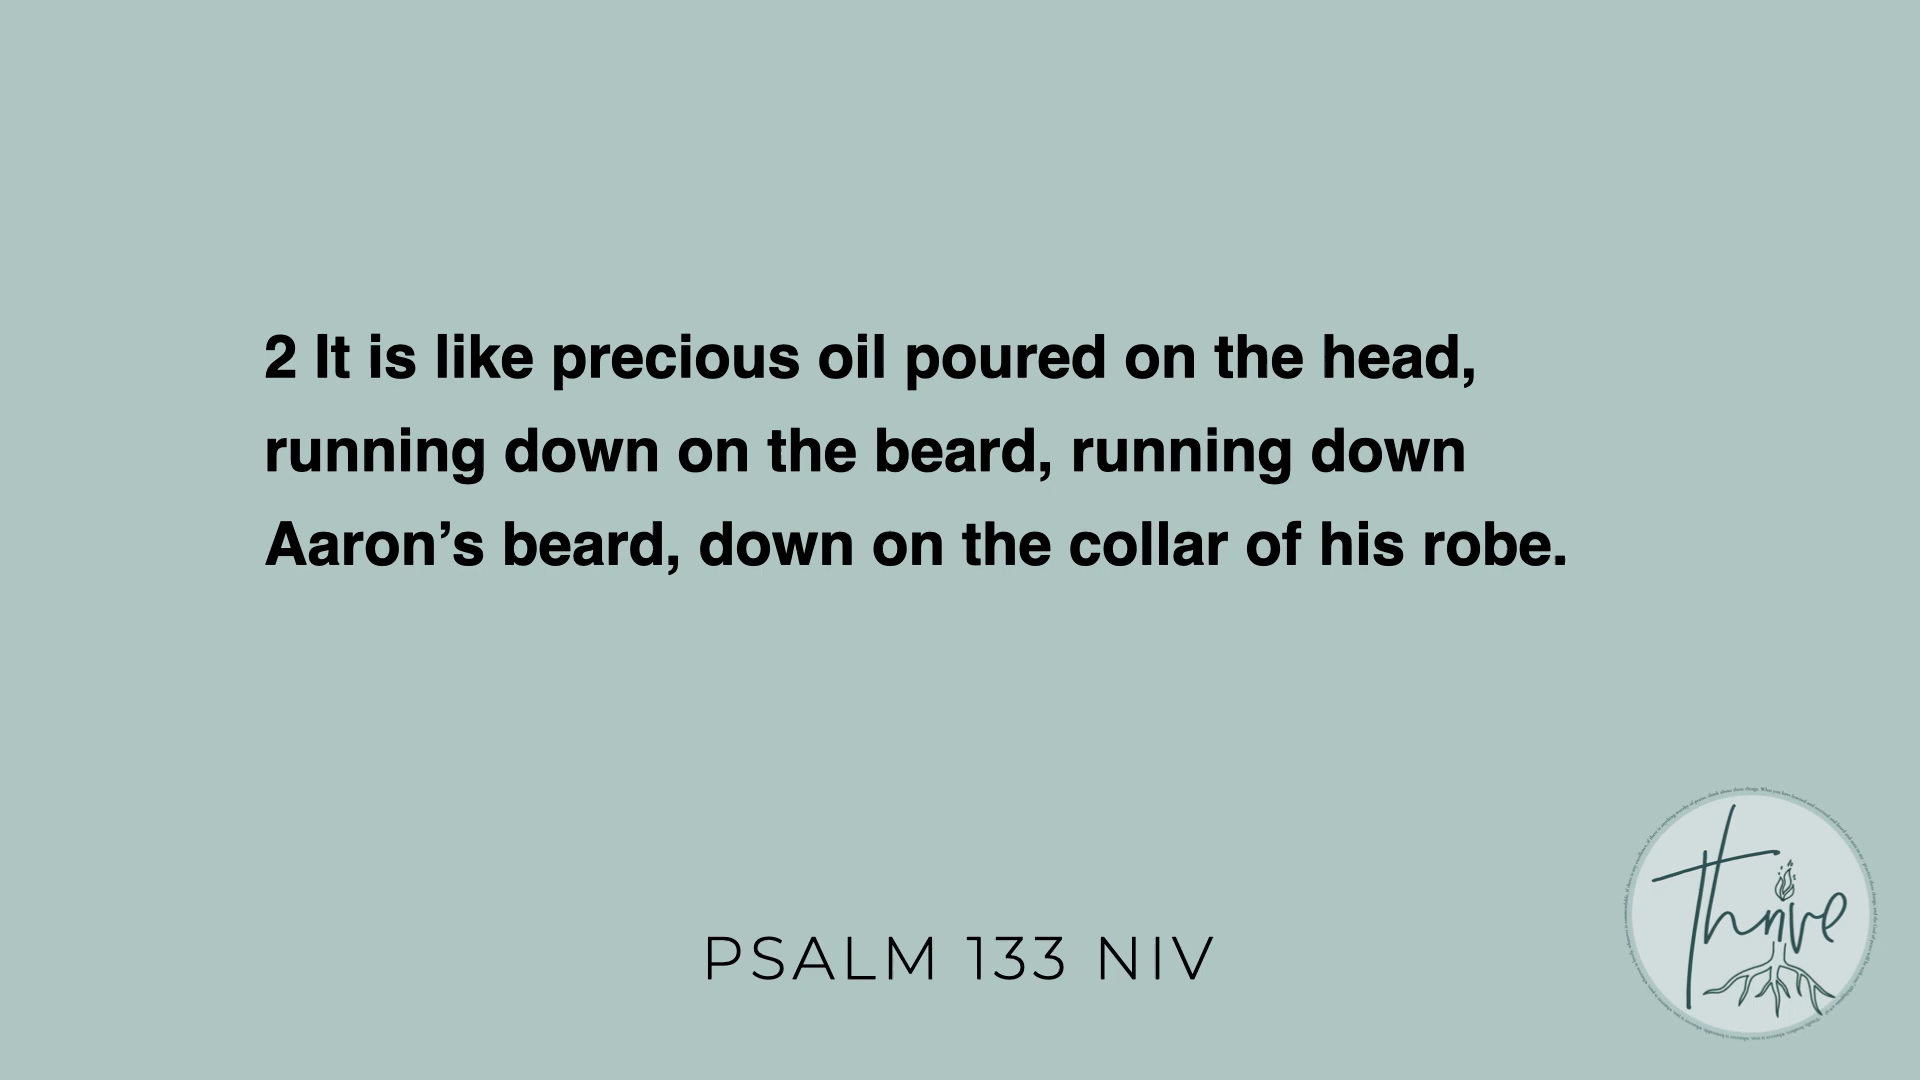 2 It is like precious oil poured on the head,
running down on the beard, running down
Aaron’s beard, down on the collar of his robe.
PSALM 133 NIV
thrive